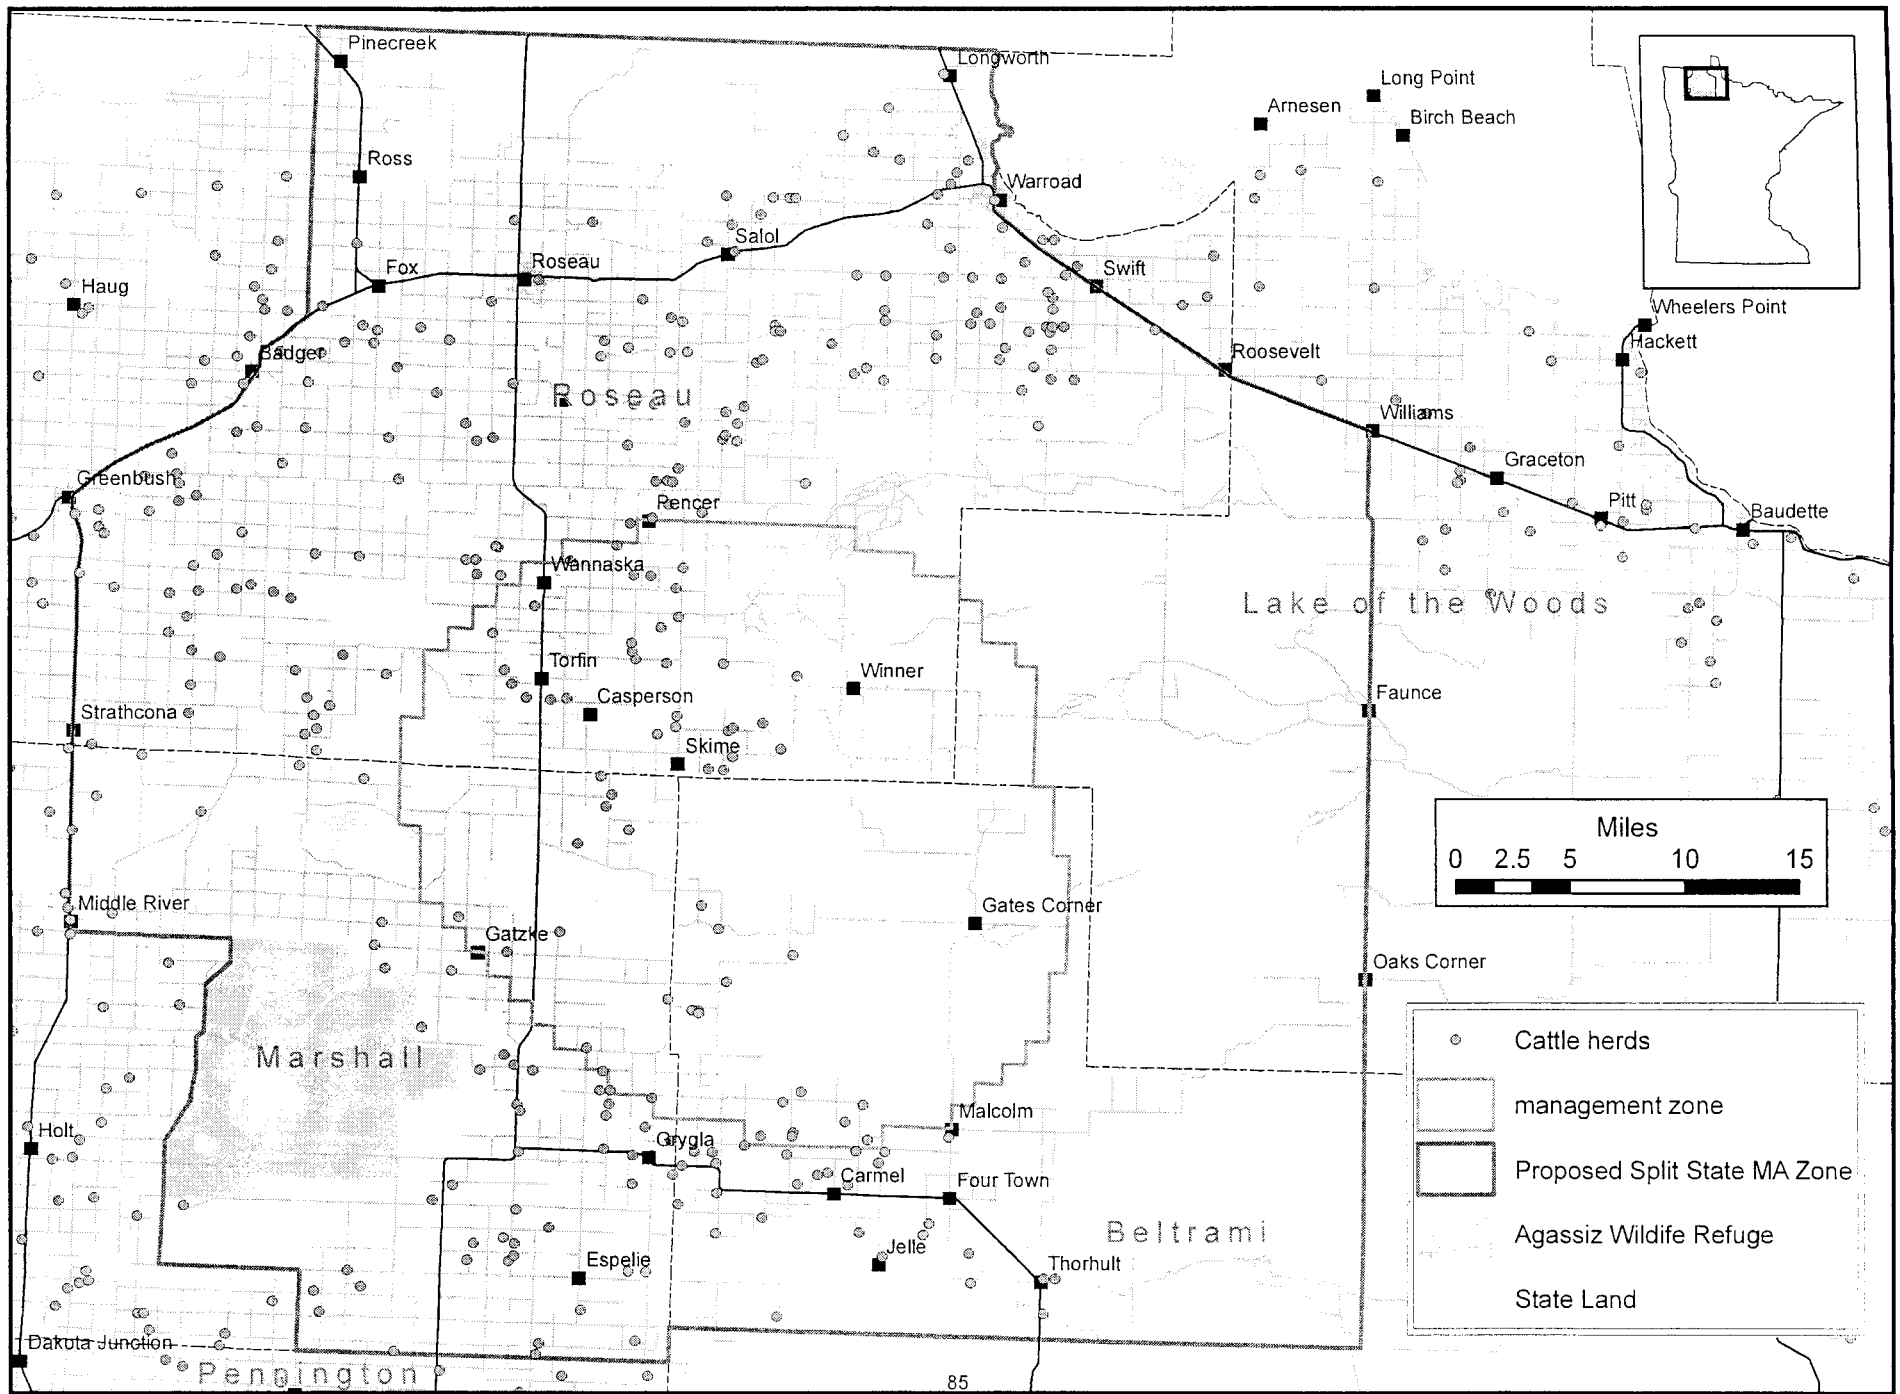 Pinecreek
Longworth
Long Point
Arnesen
Birch Beach
Ross
Warroad
Salol
Fox
Roseau
Swift
Haug
Wheelers Point
Hackett
Badger
Roosevelt
Roseau
Williams
Greenbush
Graceton
Pencer
Pitt
Baudette
Wannaska
Lake of the Woods
Torfin
Winner
Casperson
Faunce
Strathcona
Skime
Miles
0 2.5 5 10 15
Middle River
Gates Corner
Gatzke
Oaks Corner
Marshall
Cattle herds
management zone
Proposed Split State MA Zone
Agassiz Wildife Refuge
State Land
Malcolm
Holt
Grygla
Carmel
Four Town
Beltrami
Jelle
Espelie
Thorhult
Dakota Junction
Pennington
85